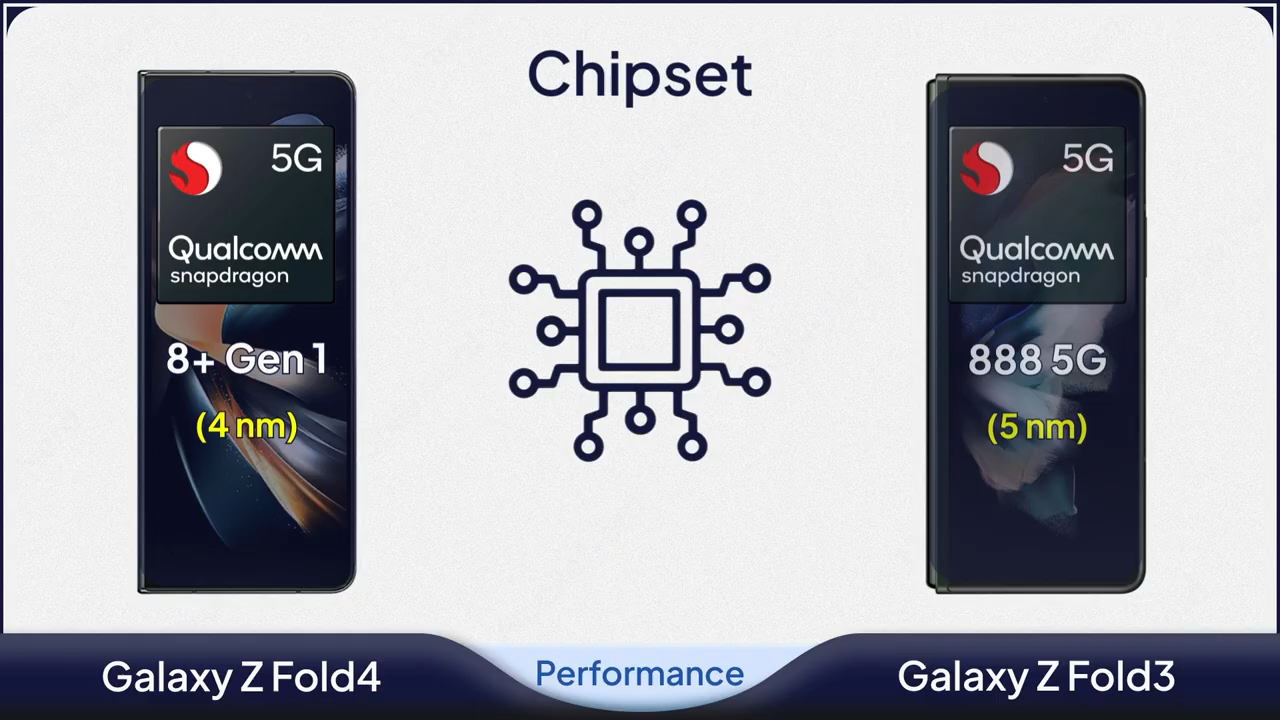 Chipset
5G
Qualcomm
snapdragon
8+ Gen 1
(4 nm)
5G
Qualcomm
snapdragon
888 5G
(5 nm)
Galaxy Z Fold4
Performance
Galaxy Z Fold3